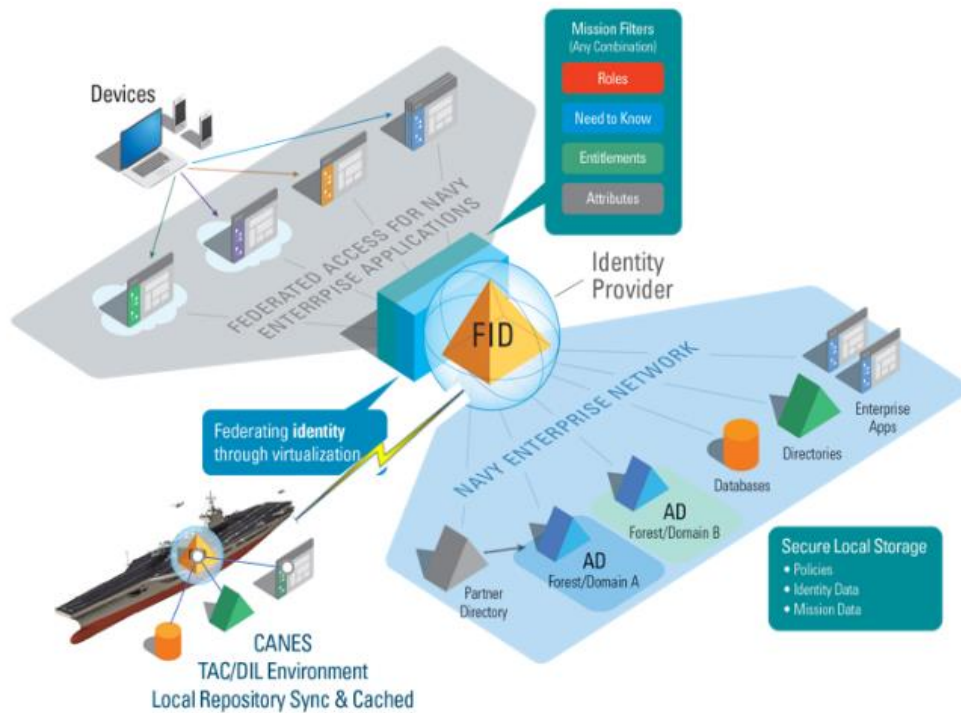 Mission Filters
(Any Combination)
Roles
Need to Know
Entitlements
Attributes
Devices
FEDERATED ACCESS FOR NAVY
ENTERRPRISE APPLICATIONS
Identity
Provider
FID
NAVY ENTERPRISE NETWORK
Federating identity
through virtualization
Enterprise
Apps
Directories
Databases
AD
Forest/Domain B
AD
Forest/Domain A
Partner
Directory
Secure Local Storage
• Policies
• Identity Data
• Mission Data
CANES
TAC/DIL Environment
Local Repository Sync & Cached